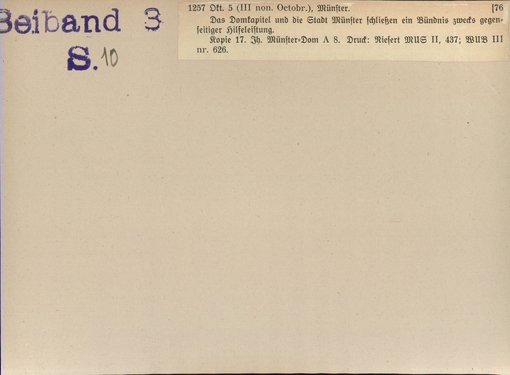 Beiband 3
S. 10
1257 Okt. 5 (III non. Octobr.), Münster. [76
Das Domkapitel und die Stadt Münster schließen ein Bündnis zwecks gegen-
seitiger Hilfeleistung.
Kopie 17. Jh. Münster-Dom A 8. Druck: Niesert MUS II, 437; WUB III
nr. 626.